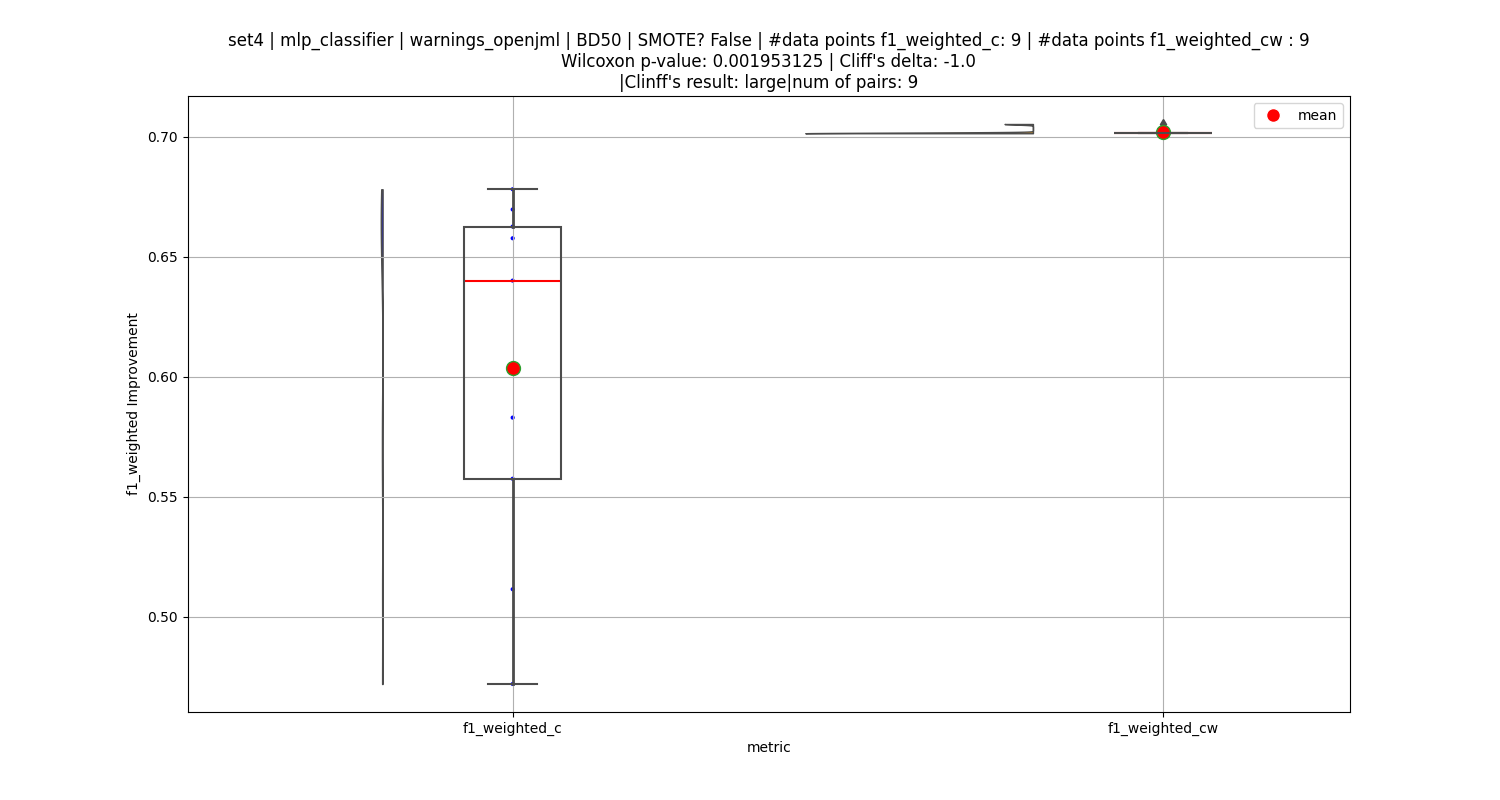 set4 | mlp_classifier | warnings_openjml | BD50 | SMOTE? False | #data points f1_weighted_c: 9 | #data points f1_weighted_cw : 9
Wilcoxon p-value: 0.001953125 | Cliff's delta: -1.0
|Clinff's result: large|num of pairs: 9
mean
0.70
0.65
0.60
0.55
0.50
f1_weighted Improvement
f1_weighted_c
f1_weighted_cw
metric